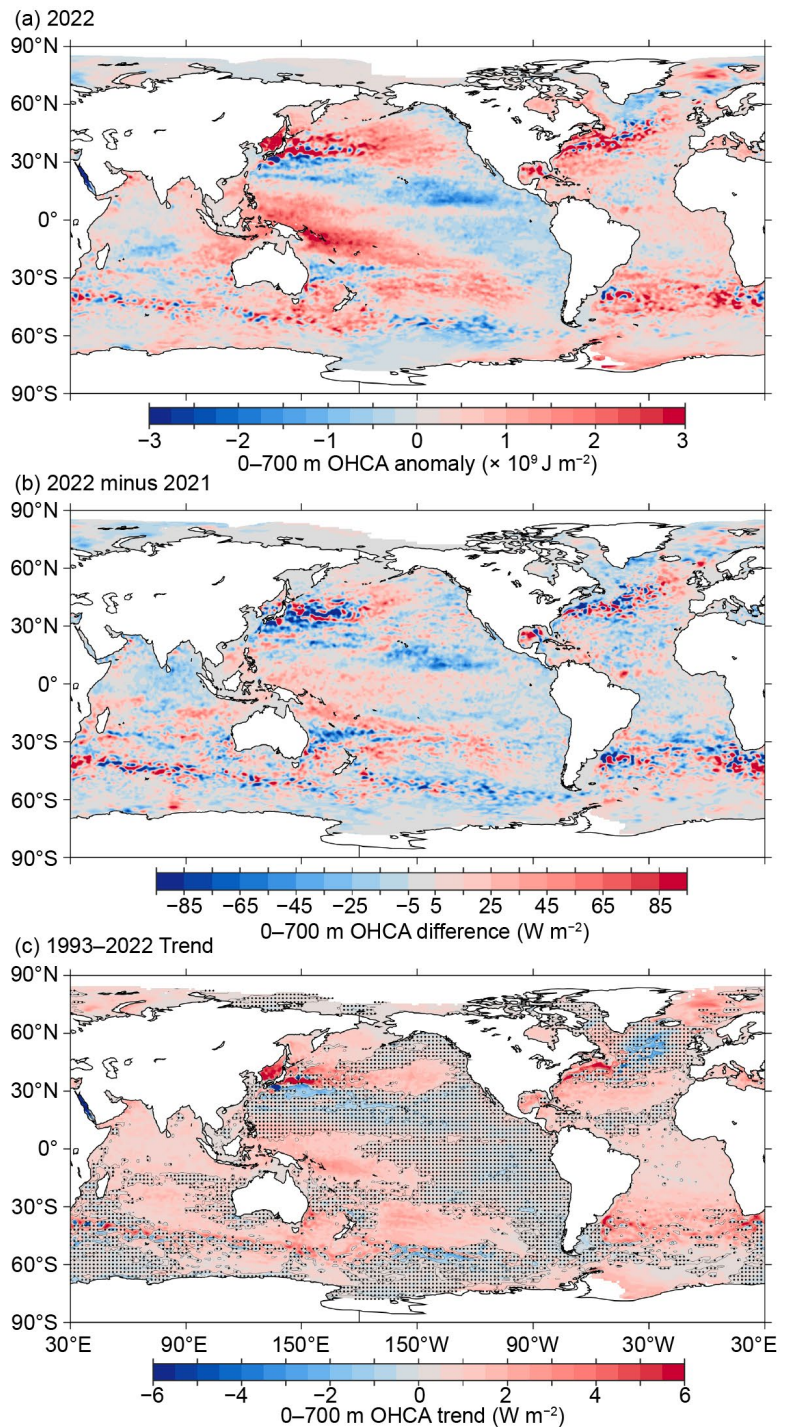 (a) 2022
90°N
60°N
30°N
0°
30°S
60°S
90°S
−3 −2 −1 0 1 2 3
0–700 m OHCA anomaly (× 10⁹ J m⁻²)
(b) 2022 minus 2021
90°N
60°N
30°N
0°
30°S
60°S
90°S
−85 −65 −45 −25 −5 5 25 45 65 85
0–700 m OHCA difference (W m⁻²)
(c) 1993–2022 Trend
90°N
60°N
30°N
0°
30°S
60°S
90°S
30°E 90°E 150°E 150°W 90°W 30°W 30°E
−6 −4 −2 0 2 4 6
0–700 m OHCA trend (W m⁻²)